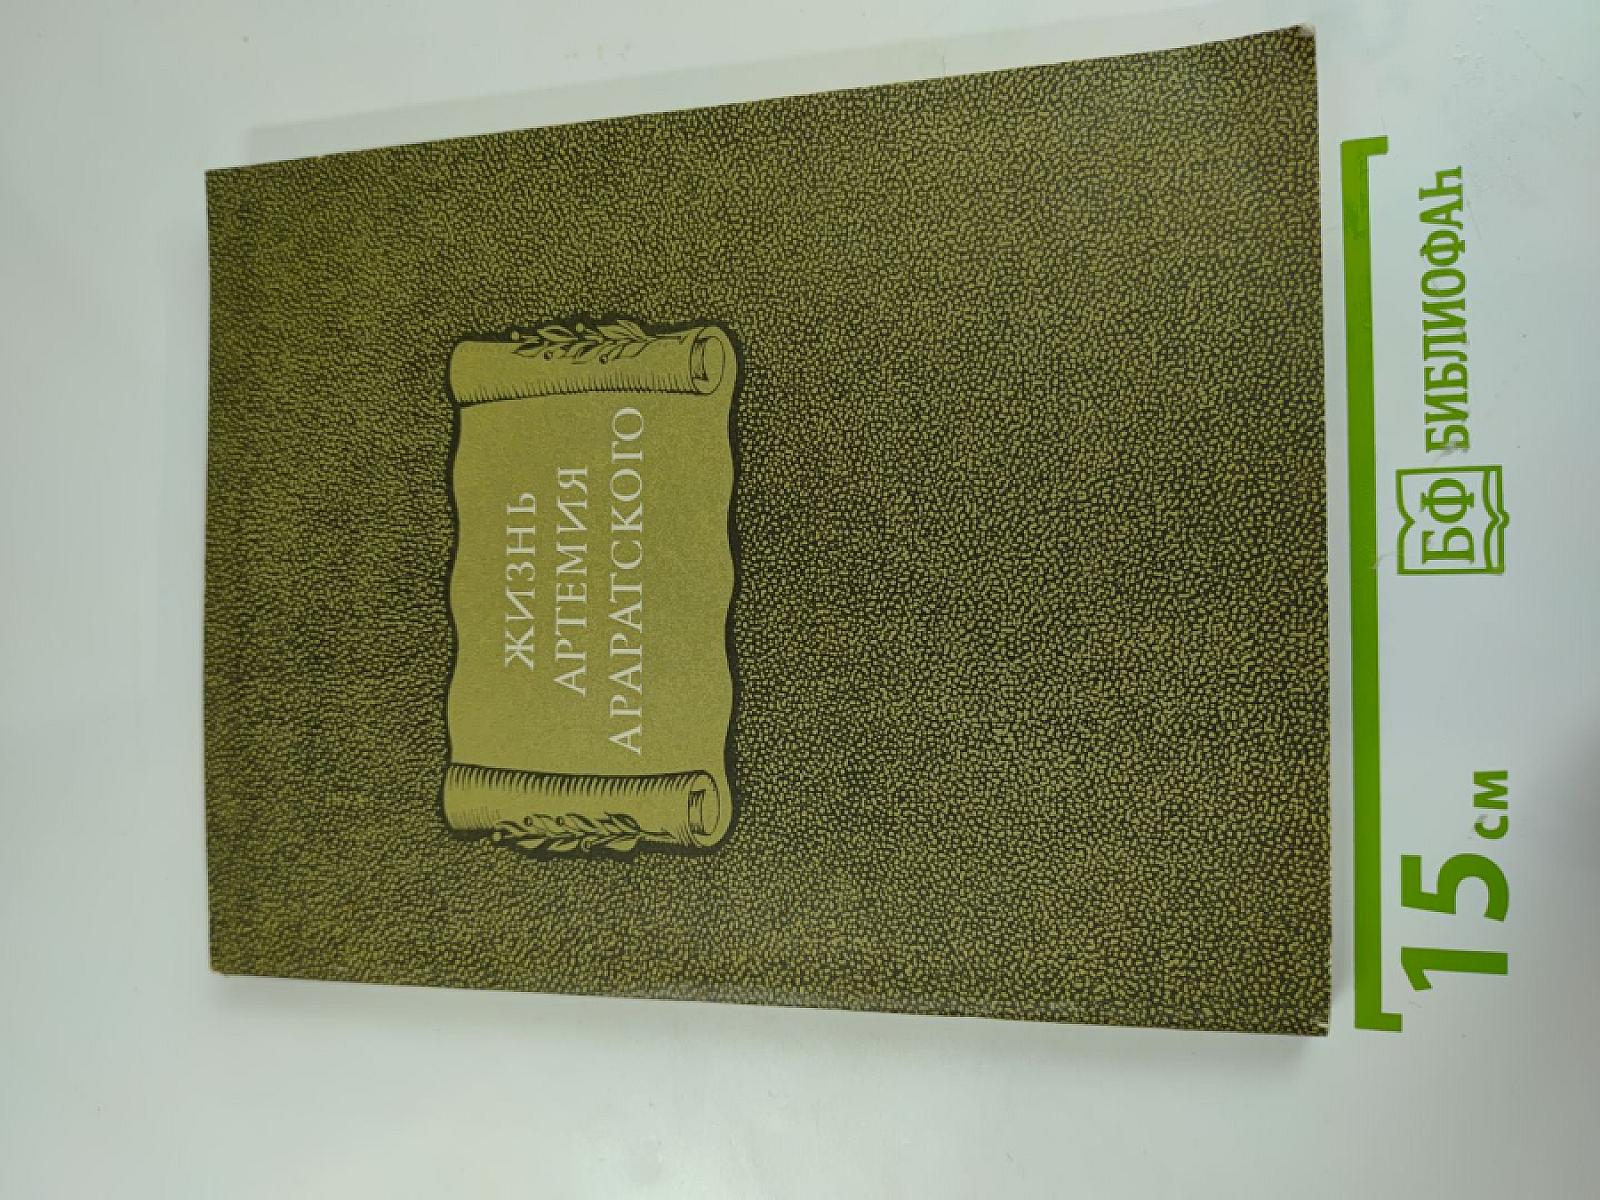 ЖИЗНЬ
АРТЕМИЯ
АРАРАТСКОГО
15 см
БФ БИБЛИОФАН